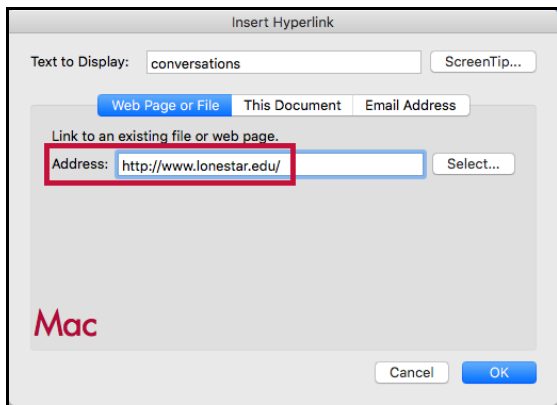 Insert Hyperlink
Text to Display: conversations ScreenTip...
Web Page or File This Document Email Address
Link to an existing file or web page.
Address: http://www.lonestar.edu/ Select...
Mac
Cancel OK